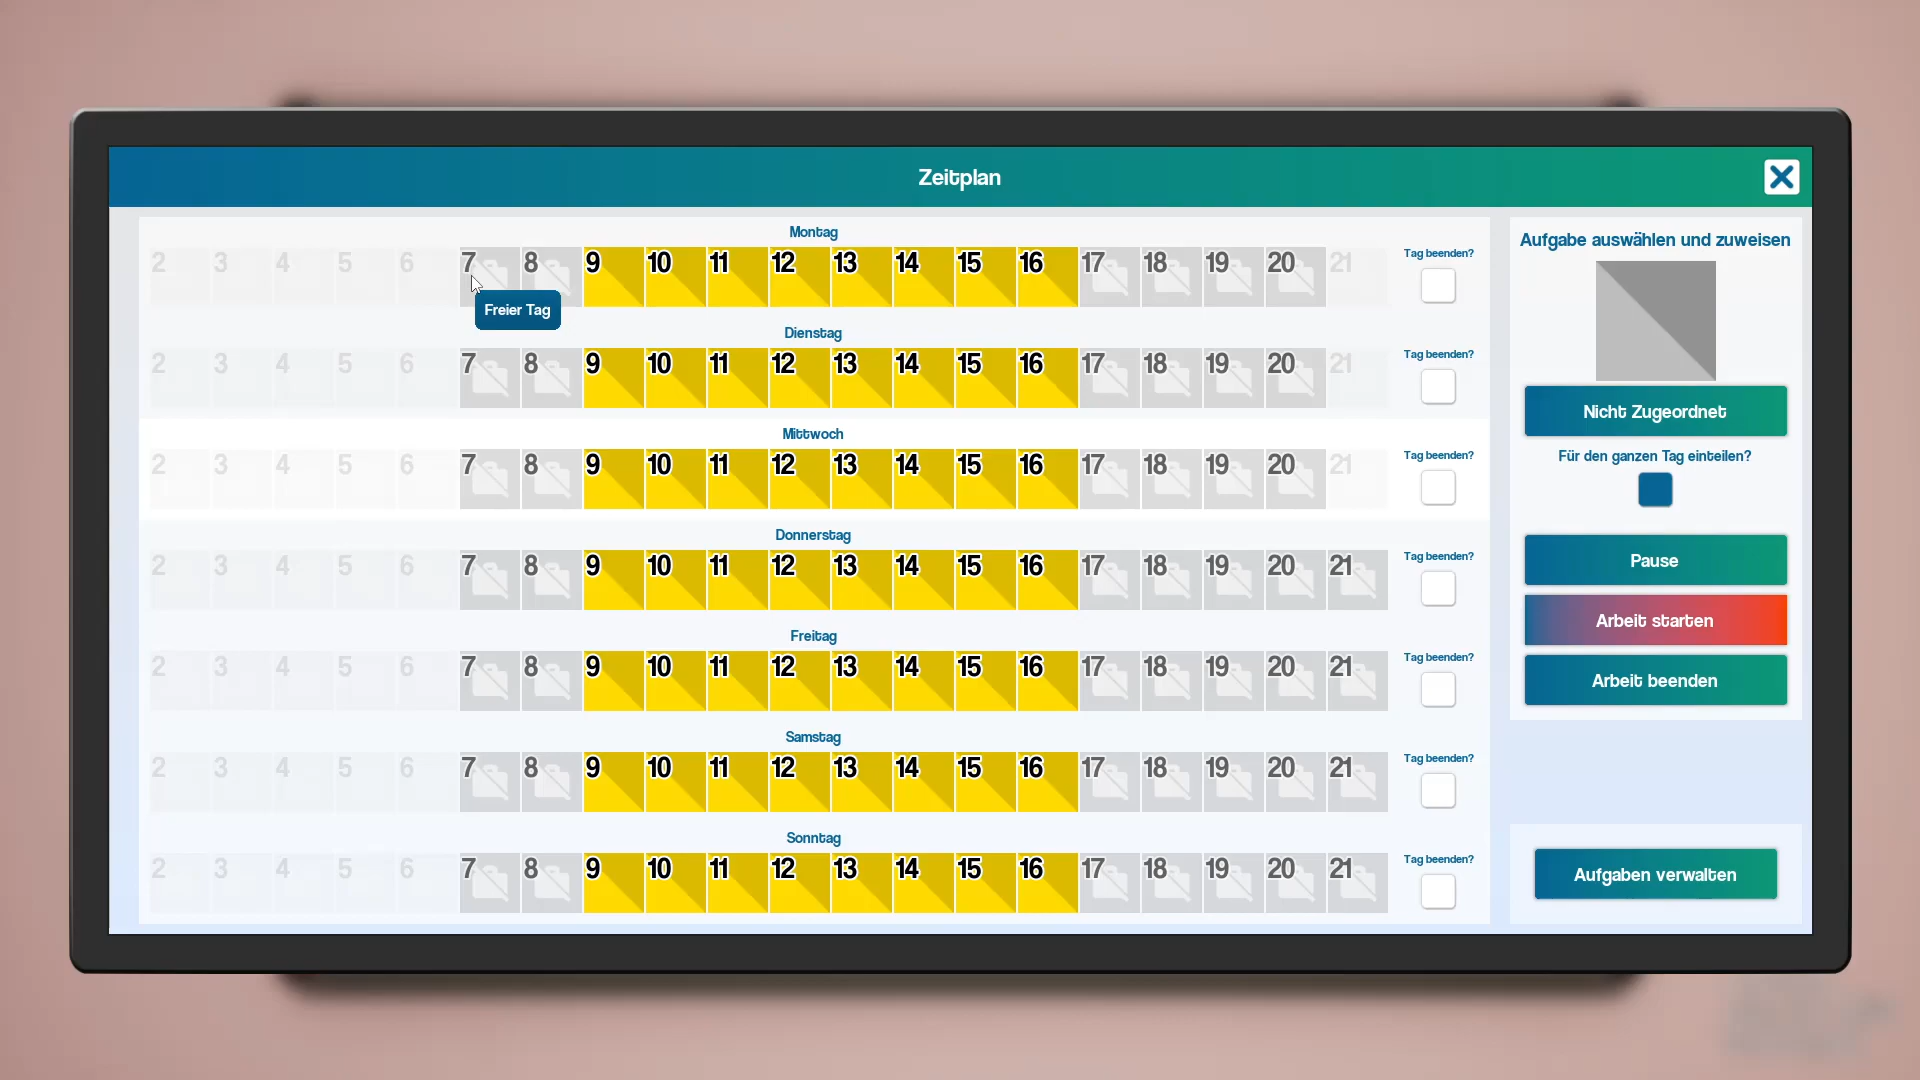 Zeitplan
Montag
2 3 4 5 6 7 8 9 10 11 12 13 14 15 16 17 18 19 20 21
Tag beenden?
Freier Tag
Dienstag
2 3 4 5 6 7 8 9 10 11 12 13 14 15 16 17 18 19 20 21
Tag beenden?
Mittwoch
2 3 4 5 6 7 8 9 10 11 12 13 14 15 16 17 18 19 20 21
Tag beenden?
Donnerstag
2 3 4 5 6 7 8 9 10 11 12 13 14 15 16 17 18 19 20 21
Tag beenden?
Freitag
2 3 4 5 6 7 8 9 10 11 12 13 14 15 16 17 18 19 20 21
Tag beenden?
Samstag
2 3 4 5 6 7 8 9 10 11 12 13 14 15 16 17 18 19 20 21
Tag beenden?
Sonntag
2 3 4 5 6 7 8 9 10 11 12 13 14 15 16 17 18 19 20 21
Tag beenden?
Aufgabe auswählen und zuweisen
Nicht Zugeordnet
Für den ganzen Tag einteilen?
Pause
Arbeit starten
Arbeit beenden
Aufgaben verwalten